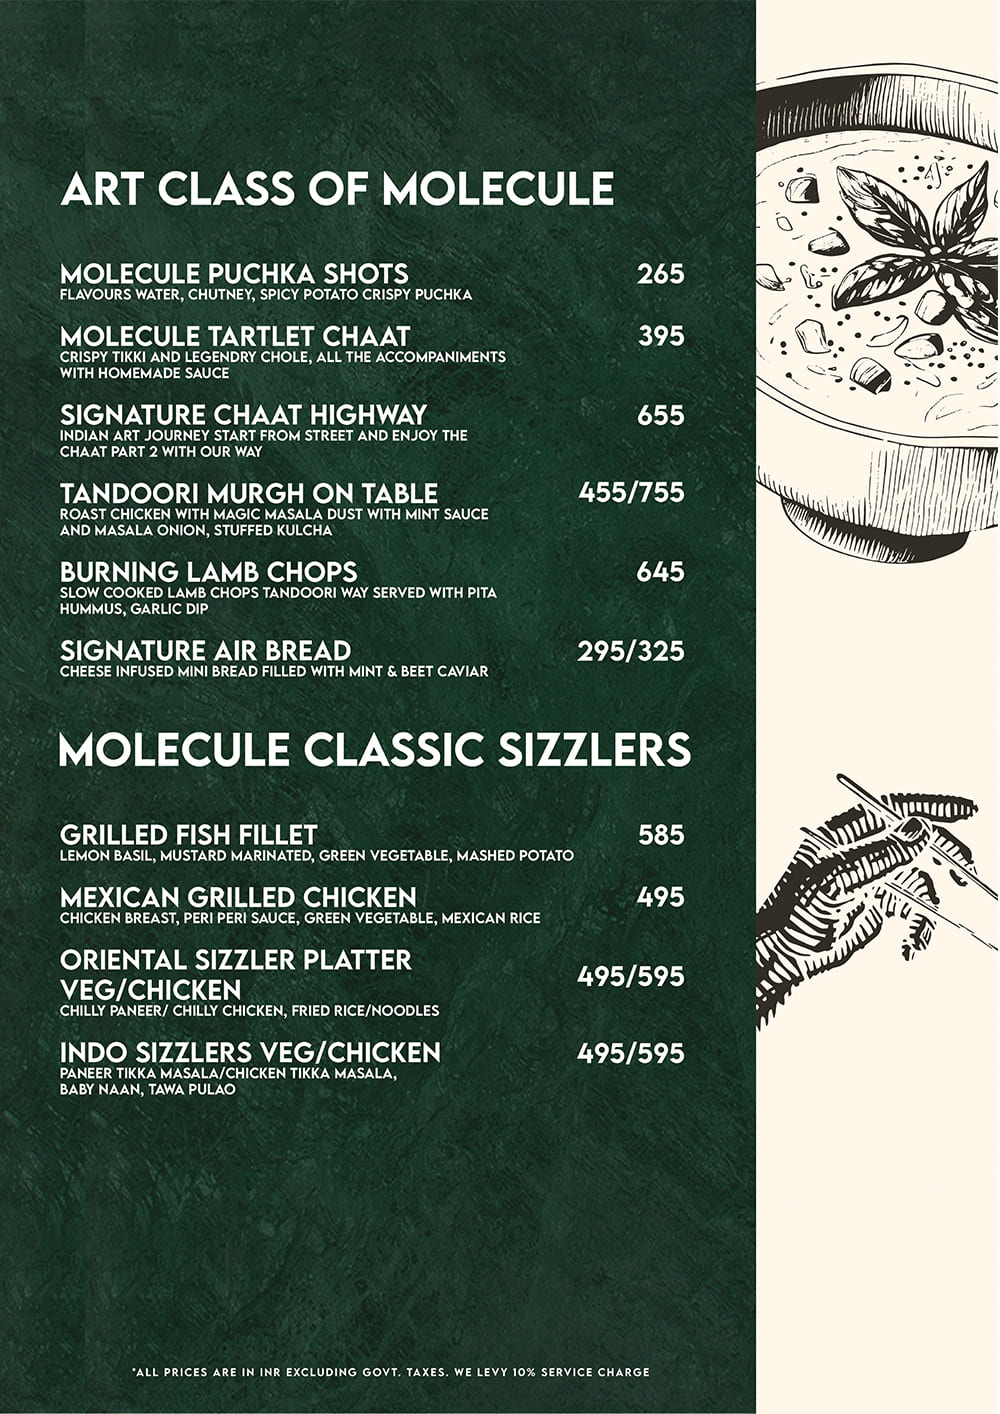 ART CLASS OF MOLECULE
MOLECULE PUCHKA SHOTS 265
FLAVOURS WATER, CHUTNEY, SPICY POTATO CRISPY PUCHKA
MOLECULE TARTLET CHAAT 395
CRISPY TIKKI AND LEGENDRY CHOLE, ALL THE ACCOMPANIMENTS
WITH HOMEMADE SAUCE
SIGNATURE CHAAT HIGHWAY 655
INDIAN ART JOURNEY START FROM STREET AND ENJOY THE
CHAAT PART 2 WITH OUR WAY
TANDOORI MURGH ON TABLE 455/755
ROAST CHICKEN WITH MAGIC MASALA DUST WITH MINT SAUCE
AND MASALA ONION, STUFFED KULCHA
BURNING LAMB CHOPS 645
SLOW COOKED LAMB CHOPS TANDOORI WAY SERVED WITH PITA
HUMMUS, GARLIC DIP
SIGNATURE AIR BREAD 295/325
CHEESE INFUSED MINI BREAD FILLED WITH MINT & BEET CAVIAR
MOLECULE CLASSIC SIZZLERS
GRILLED FISH FILLET 585
LEMON BASIL, MUSTARD MARINATED, GREEN VEGETABLE, MASHED POTATO
MEXICAN GRILLED CHICKEN 495
CHICKEN BREAST, PERI PERI SAUCE, GREEN VEGETABLE, MEXICAN RICE
ORIENTAL SIZZLER PLATTER
VEG/CHICKEN 495/595
CHILLY PANEER/ CHILLY CHICKEN, FRIED RICE/NOODLES
INDO SIZZLERS VEG/CHICKEN 495/595
PANEER TIKKA MASALA/CHICKEN TIKKA MASALA,
BABY NAAN, TAWA PULAO
*ALL PRICES ARE IN INR EXCLUDING GOVT. TAXES. WE LEVY 10% SERVICE CHARGE